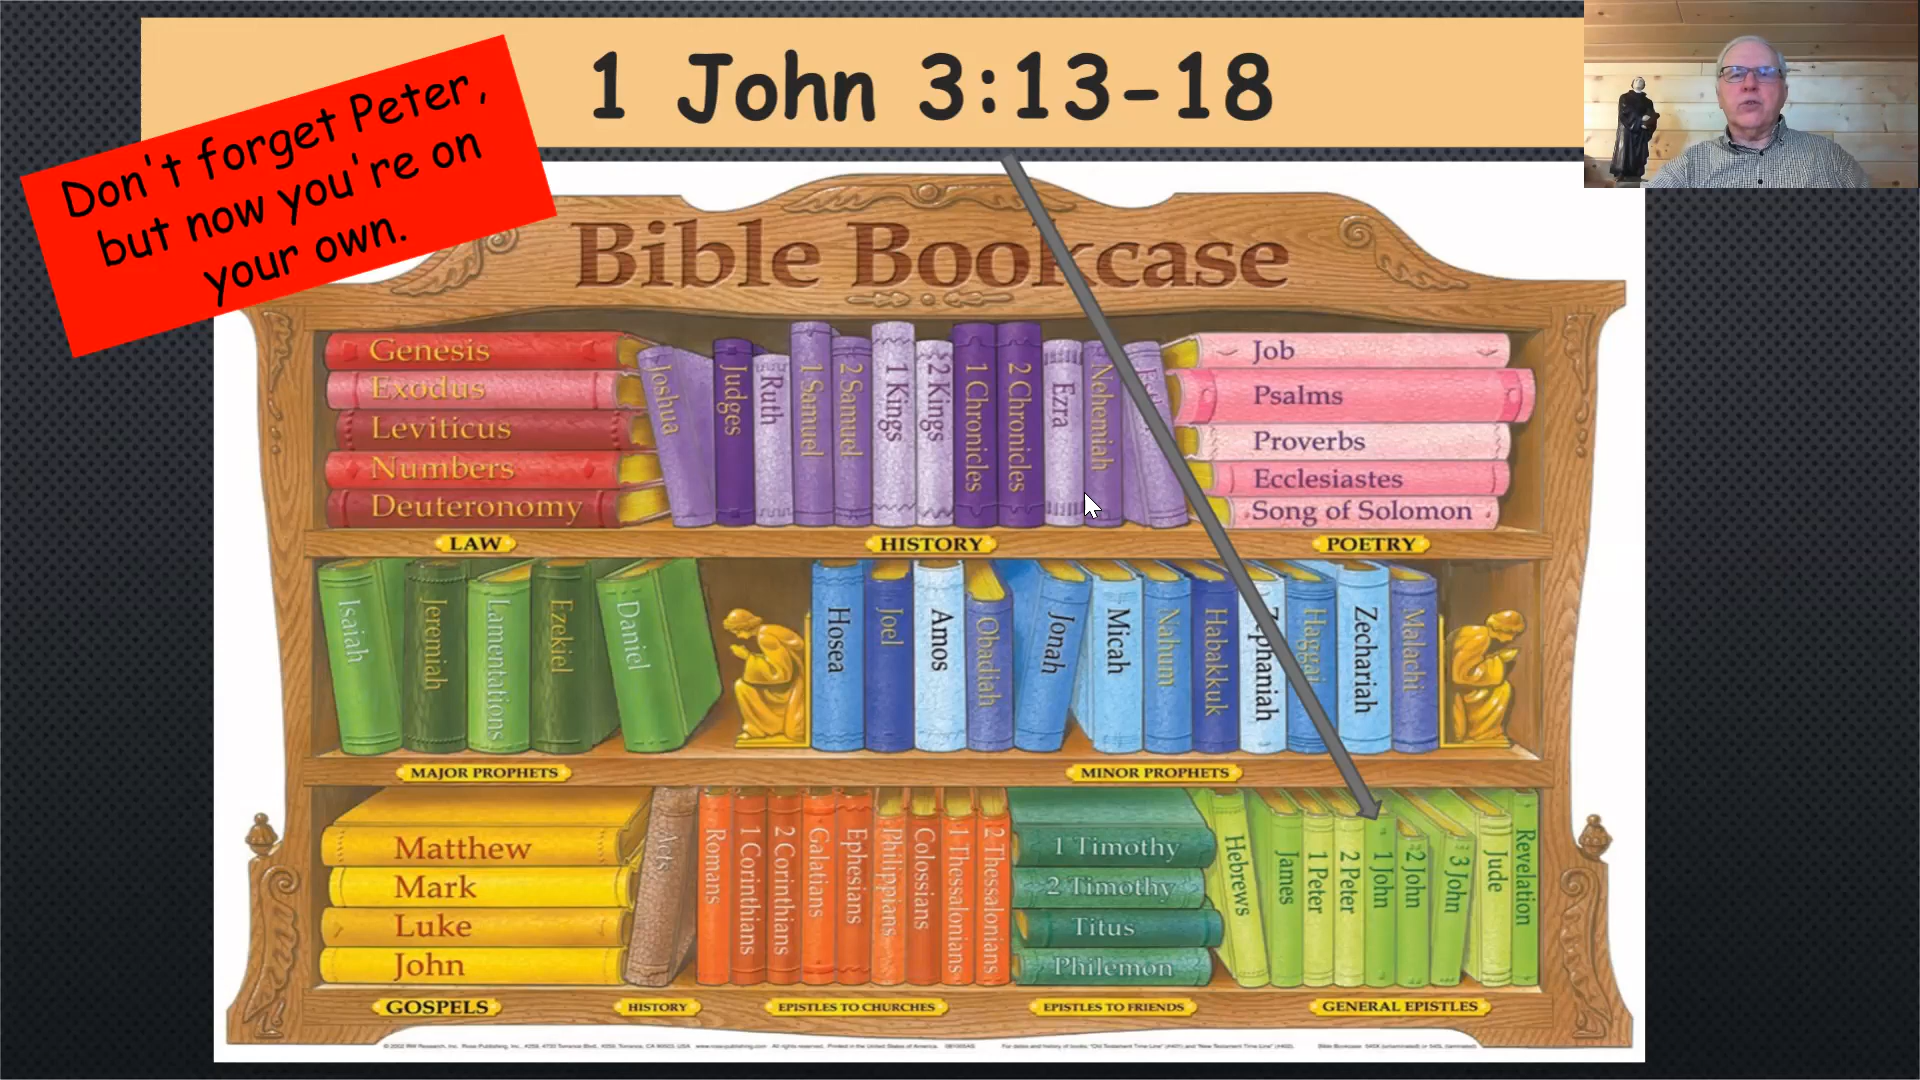 1 John 3:13-18
Don't forget Peter,
but now you're on
your own.
Bible Bookcase
Genesis
Exodus
Leviticus
Numbers
Deuteronomy
Joshua
Judges
Ruth
1 Samuel
2 Samuel
1 Kings
2 Kings
1 Chronicles
2 Chronicles
Ezra
Nehemiah
Job
Psalms
Proverbs
Ecclesiastes
Song of Solomon
LAW
HISTORY
POETRY
Isaiah
Jeremiah
Lamentations
Ezekiel
Daniel
Hosea
Joel
Amos
Obadiah
Jonah
Micah
Nahum
Habakkuk
Zephaniah
Haggai
Zechariah
Malachi
MAJOR PROPHETS
MINOR PROPHETS
Matthew
Mark
Luke
John
Acts
Romans
1 Corinthians
2 Corinthians
Galatians
Ephesians
Philippians
Colossians
1 Thessalonians
2 Thessalonians
1 Timothy
2 Timothy
Titus
Philemon
Hebrews
James
1 Peter
2 Peter
1 John
2 John
3 John
Jude
Revelation
GOSPELS
HISTORY
EPISTLES TO CHURCHES
EPISTLES TO FRIENDS
GENERAL EPISTLES